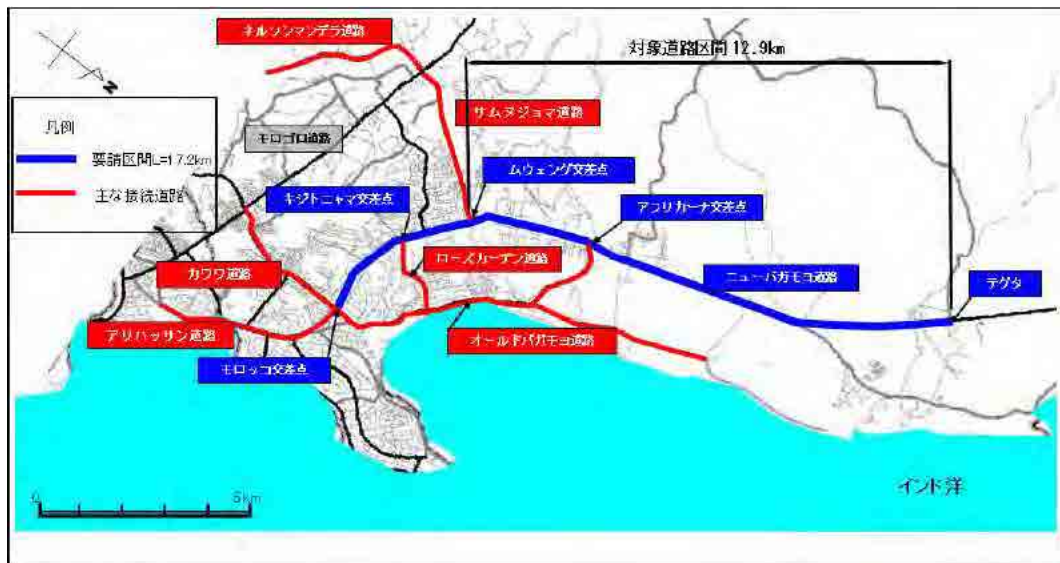 ネルソンマンデラ道路
対象道路区間 12.9km
N
サムヌジョマ道路
凡例
モロゴロ道路
要請区間L=17.2km
ムウェンゲ交差点
主な接続道路
キジトニャマ交差点
アフリカーナ交差点
ローズガーデン道路
カワワ道路
ニューバガモヨ道路
テゲタ
アリハッサン道路
オールドバガモヨ道路
モロッコ交差点
インド洋
0
5km